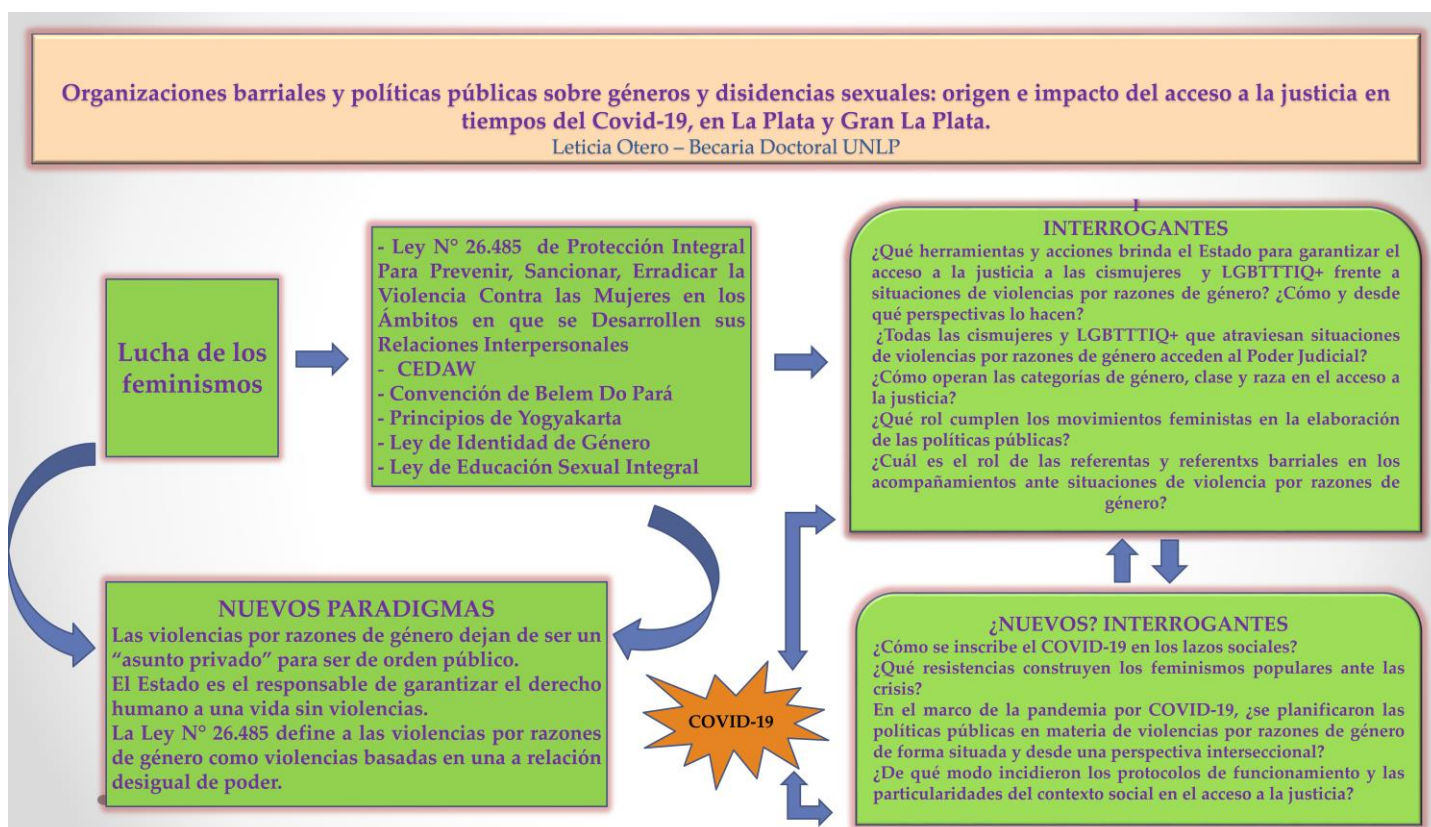 Organizaciones barriales y políticas públicas sobre géneros y disidencias sexuales: origen e impacto del acceso a la justicia en
tiempos del Covid-19, en La Plata y Gran La Plata.
Leticia Otero – Becaria Doctoral UNLP
Lucha de los
feminismos
- Ley N° 26.485 de Protección Integral
Para Prevenir, Sancionar, Erradicar la
Violencia Contra las Mujeres en los
Ámbitos en que se Desarrollen sus
Relaciones Interpersonales
- CEDAW
- Convención de Belem Do Pará
- Principios de Yogyakarta
- Ley de Identidad de Género
- Ley de Educación Sexual Integral
I
INTERROGANTES
¿Qué herramientas y acciones brinda el Estado para garantizar el
acceso a la justicia a las cismujeres y LGBTTTIQ+ frente a
situaciones de violencias por razones de género? ¿Cómo y desde
qué perspectivas lo hacen?
¿Todas las cismujeres y LGBTTTIQ+ que atraviesan situaciones
de violencias por razones de género acceden al Poder Judicial?
¿Cómo operan las categorías de género, clase y raza en el acceso a
la justicia?
¿Qué rol cumplen los movimientos feministas en la elaboración
de las políticas públicas?
¿Cuál es el rol de las referentas y referentxs barriales en los
acompañamientos ante situaciones de violencia por razones de
género?
NUEVOS PARADIGMAS
Las violencias por razones de género dejan de ser un
“asunto privado” para ser de orden público.
El Estado es el responsable de garantizar el derecho
humano a una vida sin violencias.
La Ley N° 26.485 define a las violencias por razones
de género como violencias basadas en una a relación
desigual de poder.
COVID-19
¿NUEVOS? INTERROGANTES
¿Cómo se inscribe el COVID-19 en los lazos sociales?
¿Qué resistencias construyen los feminismos populares ante las
crisis?
En el marco de la pandemia por COVID-19, ¿se planificaron las
políticas públicas en materia de violencias por razones de género
de forma situada y desde una perspectiva interseccional?
¿De qué modo incidieron los protocolos de funcionamiento y las
particularidades del contexto social en el acceso a la justicia?